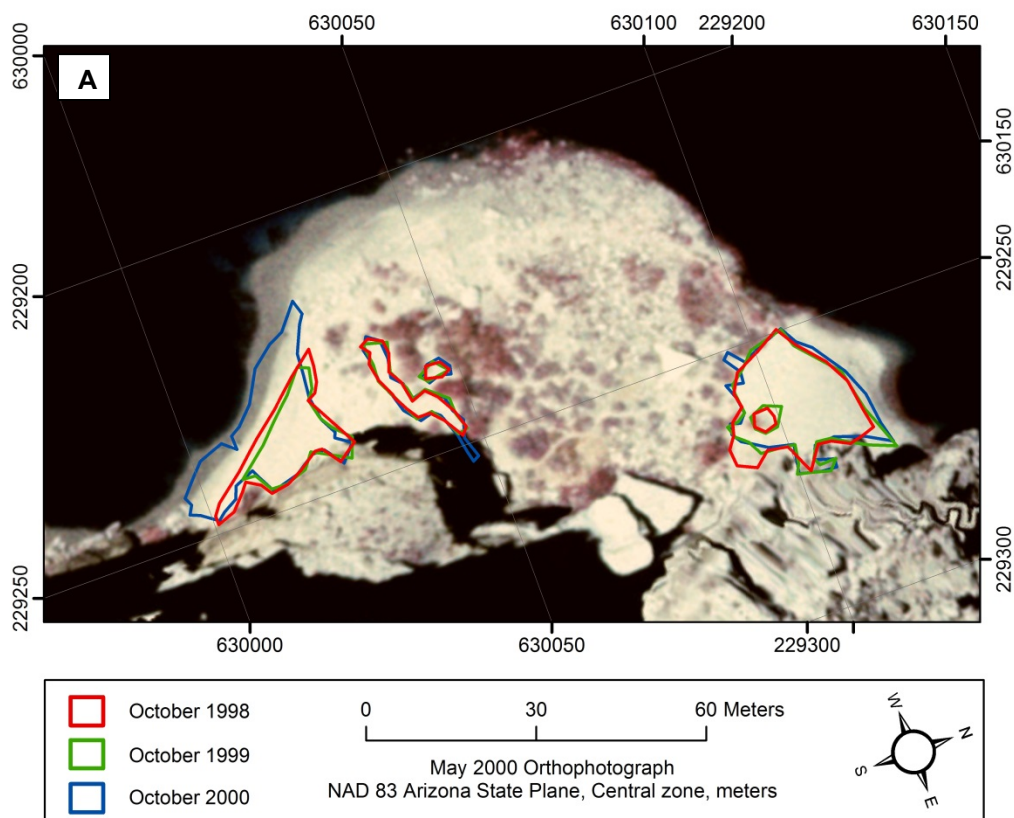 630050
630100
229200
630150
630000
A
630150
229250
229200
229300
229250
630000
630050
229300
October 1998
October 1999
October 2000
0 30 60 Meters
May 2000 Orthophotograph
NAD 83 Arizona State Plane, Central zone, meters
W
N
S
E